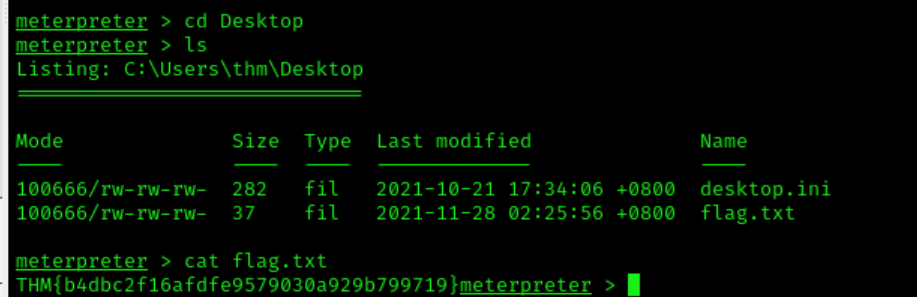 meterpreter > cd Desktop
meterpreter > ls
Listing: C:\Users\thm\Desktop
=============================
Mode Size Type Last modified Name
---- ---- ---- ------------- ----
100666/rw-rw-rw- 282 fil 2021-10-21 17:34:06 +0800 desktop.ini
100666/rw-rw-rw- 37 fil 2021-11-28 02:25:56 +0800 flag.txt
meterpreter > cat flag.txt
THM{b4dbc2f16afdfe9579030a929b799719}meterpreter >